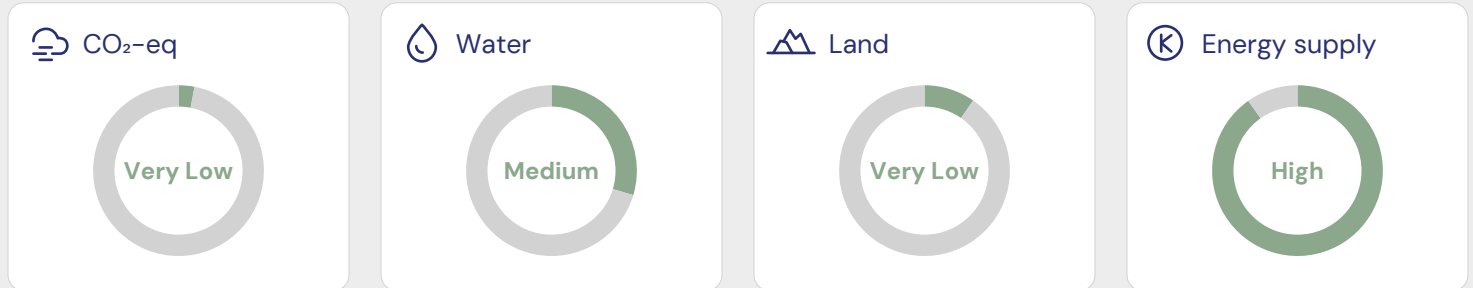 CO₂-eq
Very Low
Water
Medium
Land
Very Low
Energy supply
High